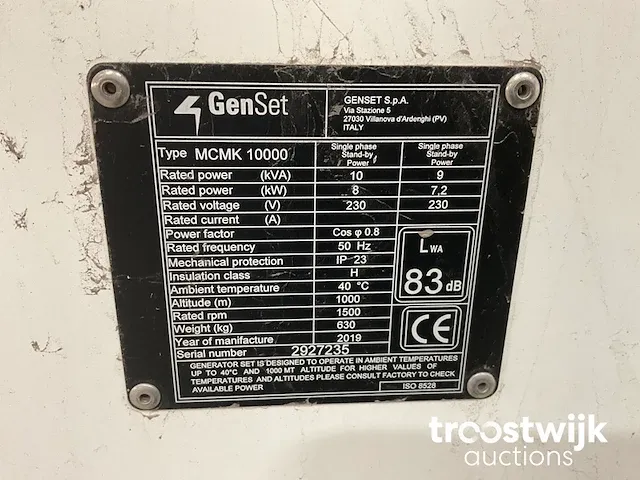 GenSet
GENSET S.p.A.
Via Stazione 5
27030 Villanova d'Ardenghi (PV)
ITALY
Type MCMK 10000 Single phase Stand-by Power Single phase Stand-by Power
Rated power (kVA) 10 9
Rated power (kW) 8 7,2
Rated voltage (V) 230 230
Rated current (A)
Power factor Cos φ 0.8
Rated frequency 50 Hz
Mechanical protection IP 23
Insulation class H
Ambient temperature 40 °C
Altitude (m) 1000
Rated rpm 1500
Weight (kg) 630
Year of manifacture 2019
Serial number 2927235
LWA
83 dB
CE
GENERATOR SET IS DESIGNED TO OPERATE IN AMBIENT TEMPERATURES
UP TO 40°C AND 1000 MT ALTITUDE FOR HIGHER VALUES OF
TEMPERATURES AND ALTITUDES PLEASE CONSULT FACTORY TO CHECK
AVAILABLE POWER
ISO 8528
troostwijk
auctions